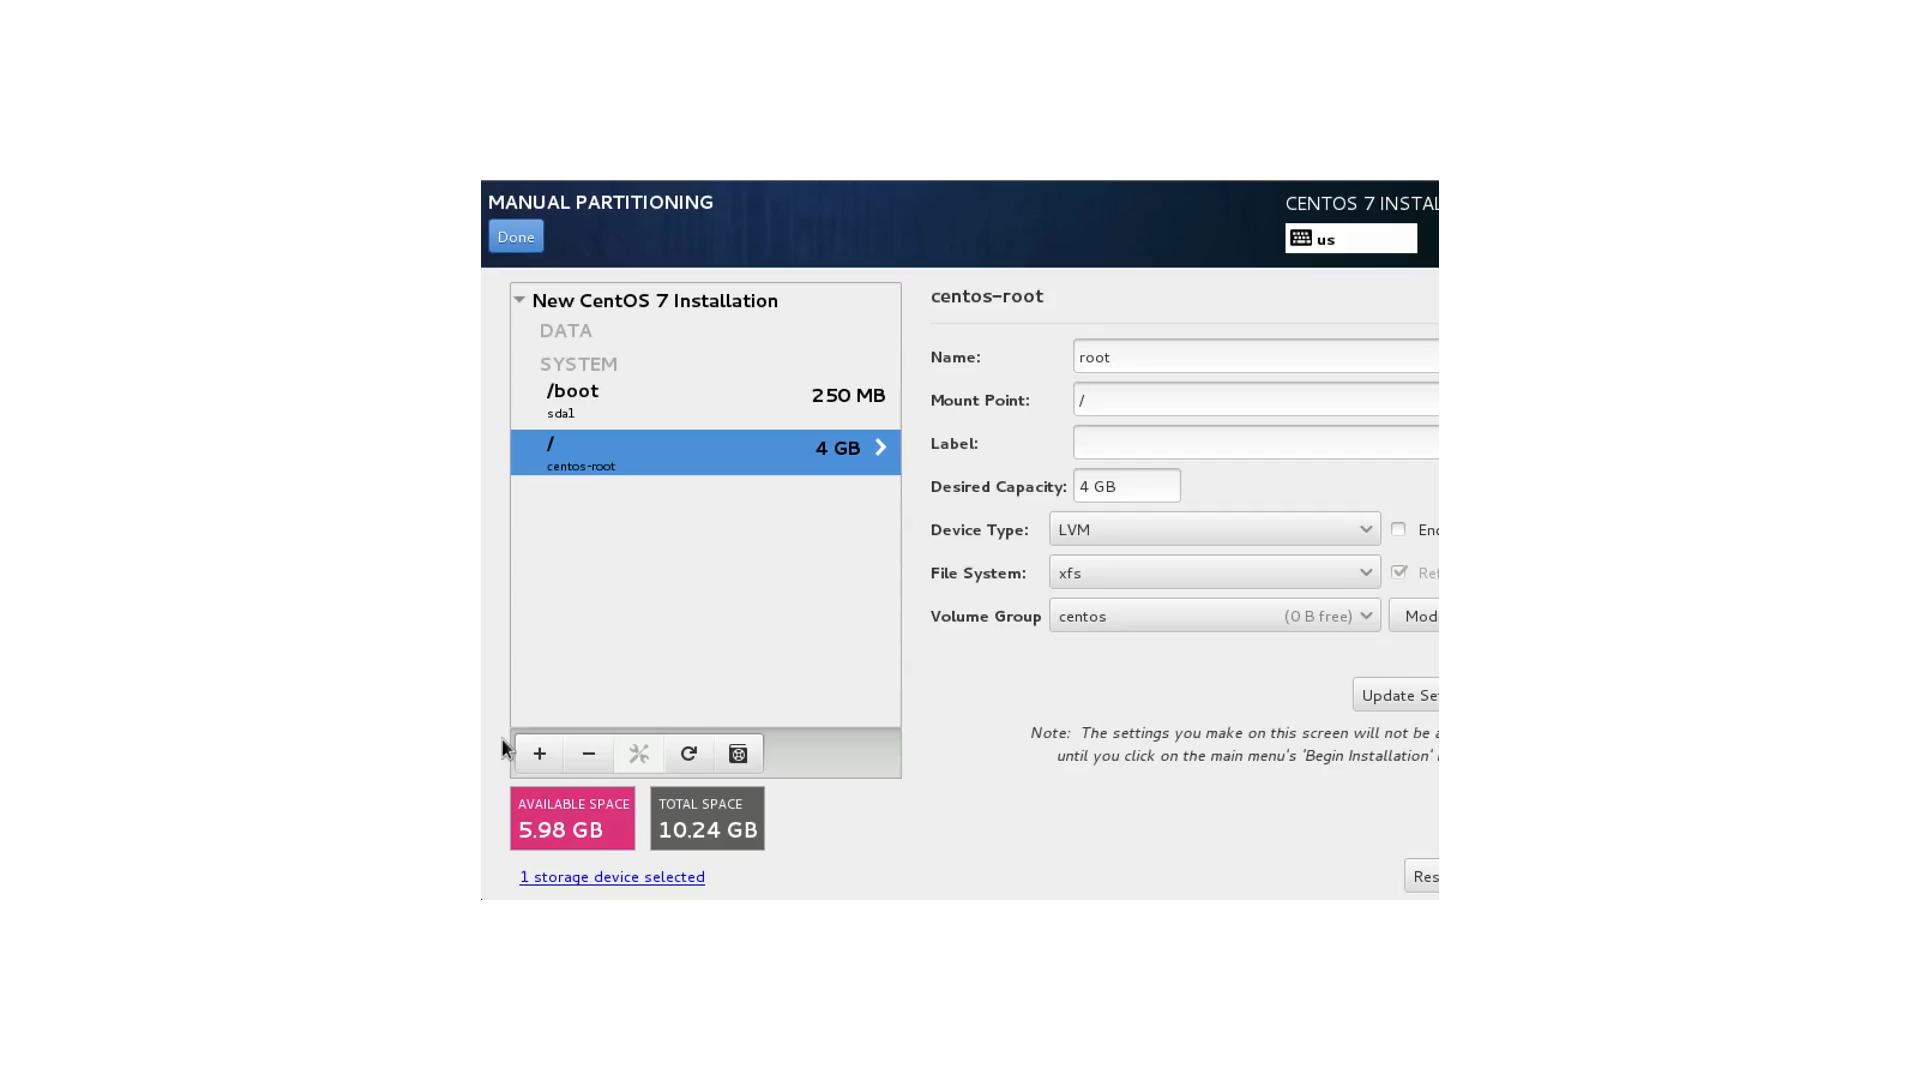 MANUAL PARTITIONING
CENTOS 7 INSTAL
Done
us
New CentOS 7 Installation
DATA
SYSTEM
/boot
250 MB
sda1
/
4 GB
centos-root
centos-root
Name:
root
Mount Point:
/
Label:
Desired Capacity:
4 GB
Device Type:
LVM
Enc
File System:
xfs
Ref
Volume Group
centos
(0 B free)
Modi
Update Set
Note: The settings you make on this screen will not be a
until you click on the main menu's 'Begin Installation'
AVAILABLE SPACE
5.98 GB
TOTAL SPACE
10.24 GB
1 storage device selected
Res